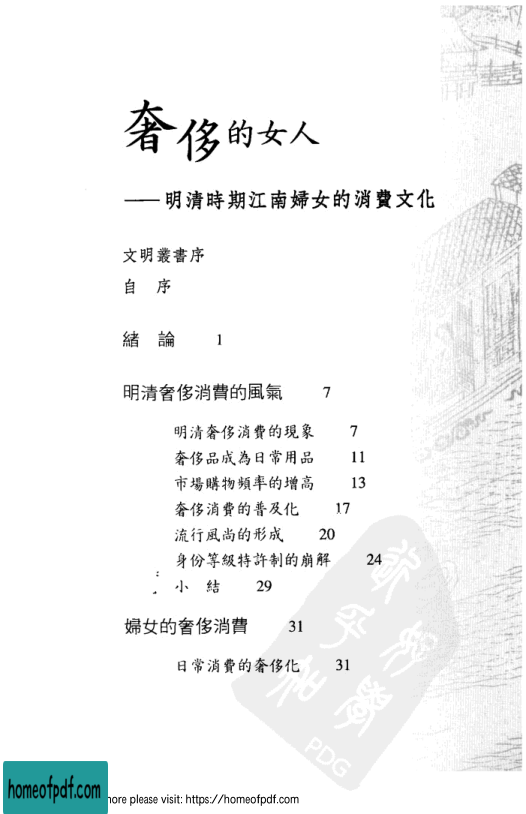 奢侈的女人
——明清時期江南婦女的消費文化
文明叢書序
自 序
緒 論 1
明清奢侈消費的風氣 7
明清奢侈消費的現象 7
奢侈品成為日常用品 11
市場購物頻率的增高 13
奢侈消費的普及化 17
流行風尚的形成 20
身份等級特許制的崩解 24
小 結 29
婦女的奢侈消費 31
日常消費的奢侈化 31
PDG
homeofpdf.com
more please visit: https://homeofpdf.com